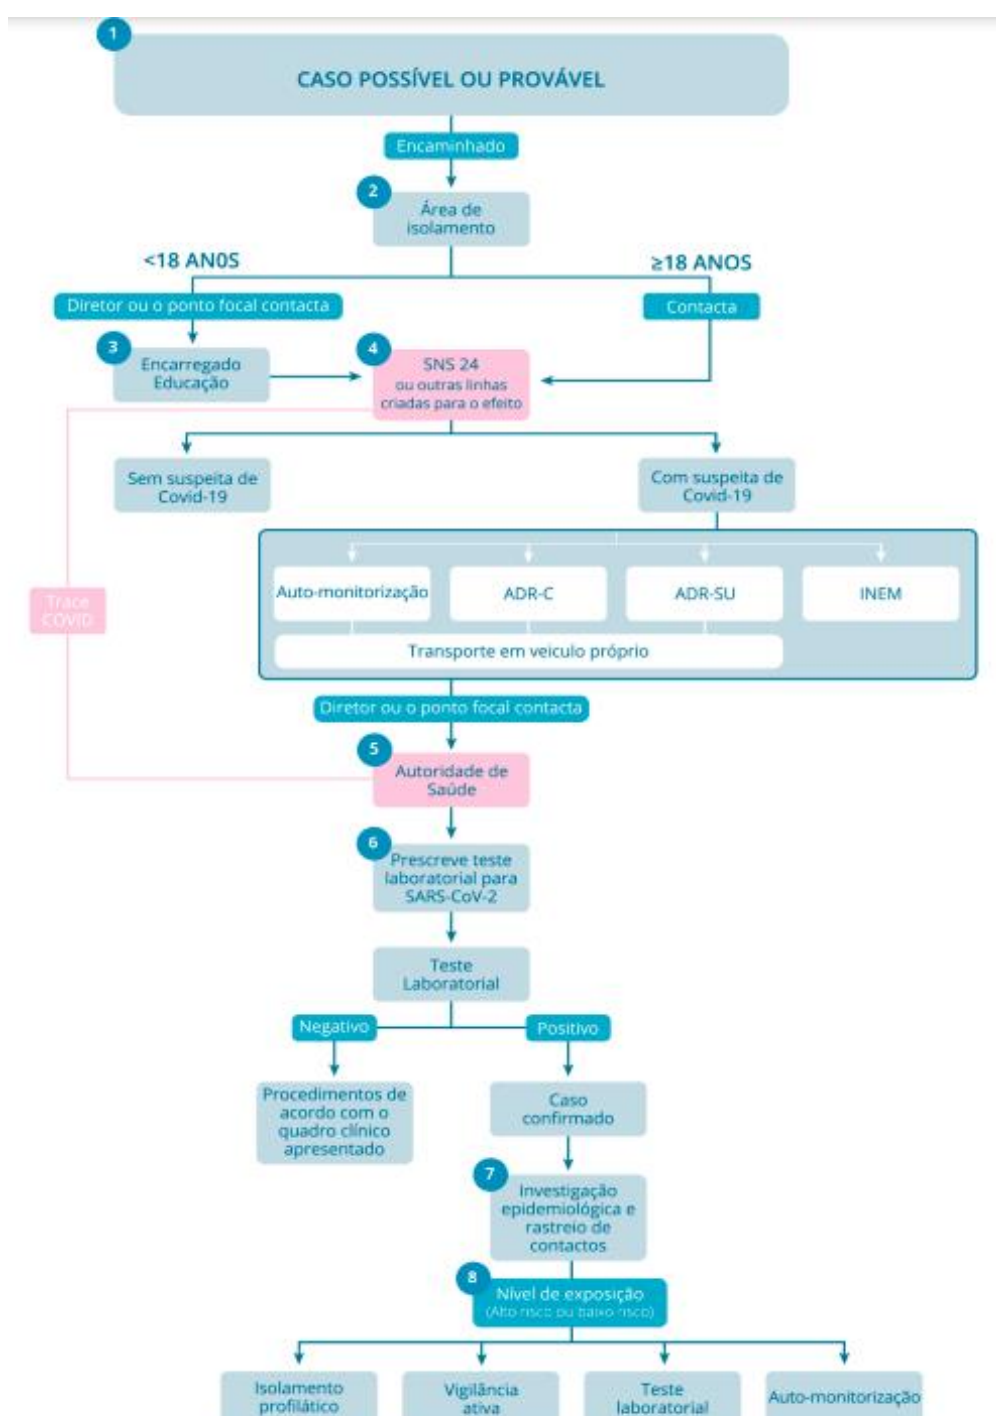 1
CASO POSSÍVEL OU PROVÁVEL
Encaminhado
2
Área de
isolamento
<18 AN0S
≥18 ANOS
Diretor ou o ponto focal contacta
Contacta
3
Encarregado
Educação
4
SNS 24
ou outras linhas
criadas para o efeito
Sem suspeita de
Covid-19
Com suspeita de
Covid-19
Auto-monitorização
ADR-C
ADR-SU
INEM
Transporte em veiculo próprio
Trace
COVID
Diretor ou o ponto focal contacta
5
Autoridade de
Saúde
6
Prescreve teste
laboratorial para
SARS-CoV-2
Teste
Laboratorial
Negativo
Positivo
Procedimentos de
acordo com o
quadro clínico
apresentado
Caso
confirmado
7
Investigação
epidemiológica e
rastreio de
contactos
8
Nível de exposição
(Alto risco ou baixo risco)
Isolamento
profilático
Vigilância
ativa
Teste
laboratorial
Auto-monitorização